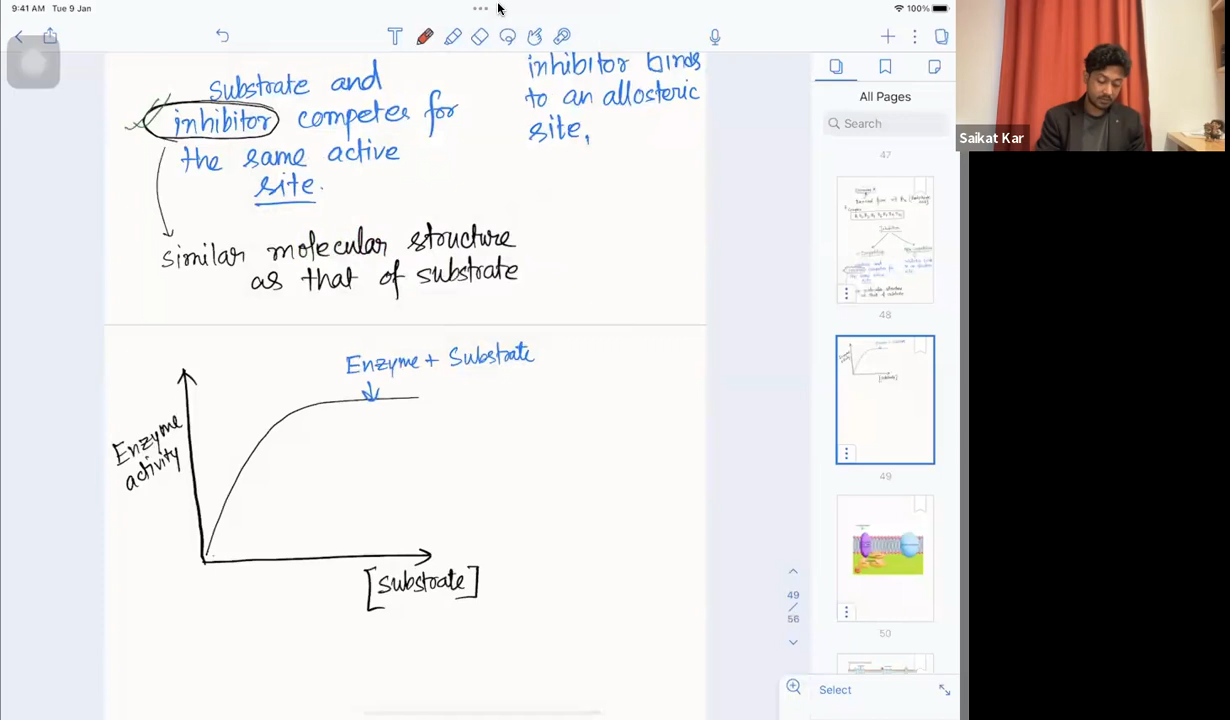 9:41 AM Tue 9 Jan
100%
substrate and
inhibitor competes for
the same active
site.
inhibitor binds
to an allosteric
site,
similar molecular structure
as that of substrate
Enzyme + Substrate
Enzyme
activity
[substrate]
All Pages
Search
47
48
49
50
49
/
56
Select
Saikat Kar